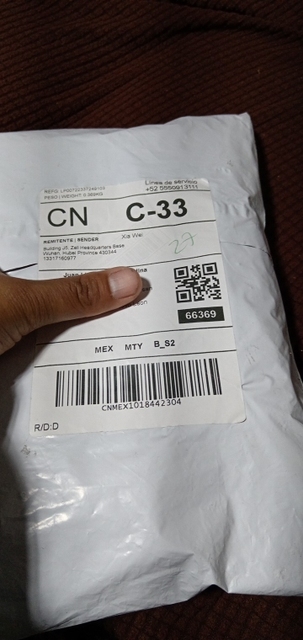 Línea de servicio
+52 5550913111
CN C-33
REMITENTE / SENDER Xia Wei
Building J5, Zall Headquarters Base
Wuhan, Hubei Province 430344
13317160977
27
66369
MEX MTY B_S2
CNMEX1018442304
R/D:D